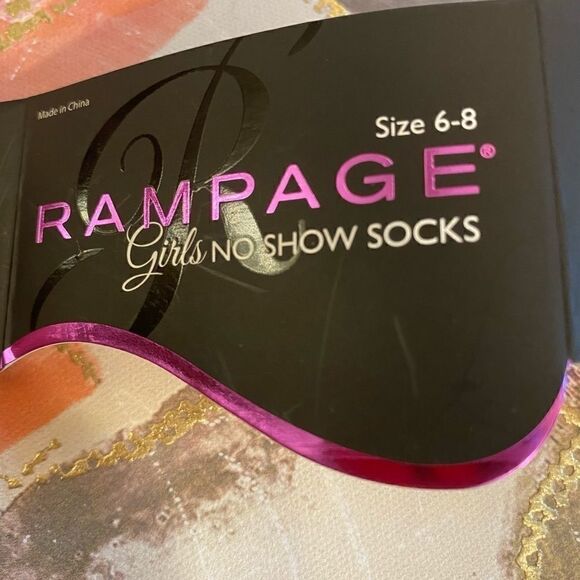 Made in China
Size 6-8
RAMPAGE®
Girls NO SHOW SOCKS